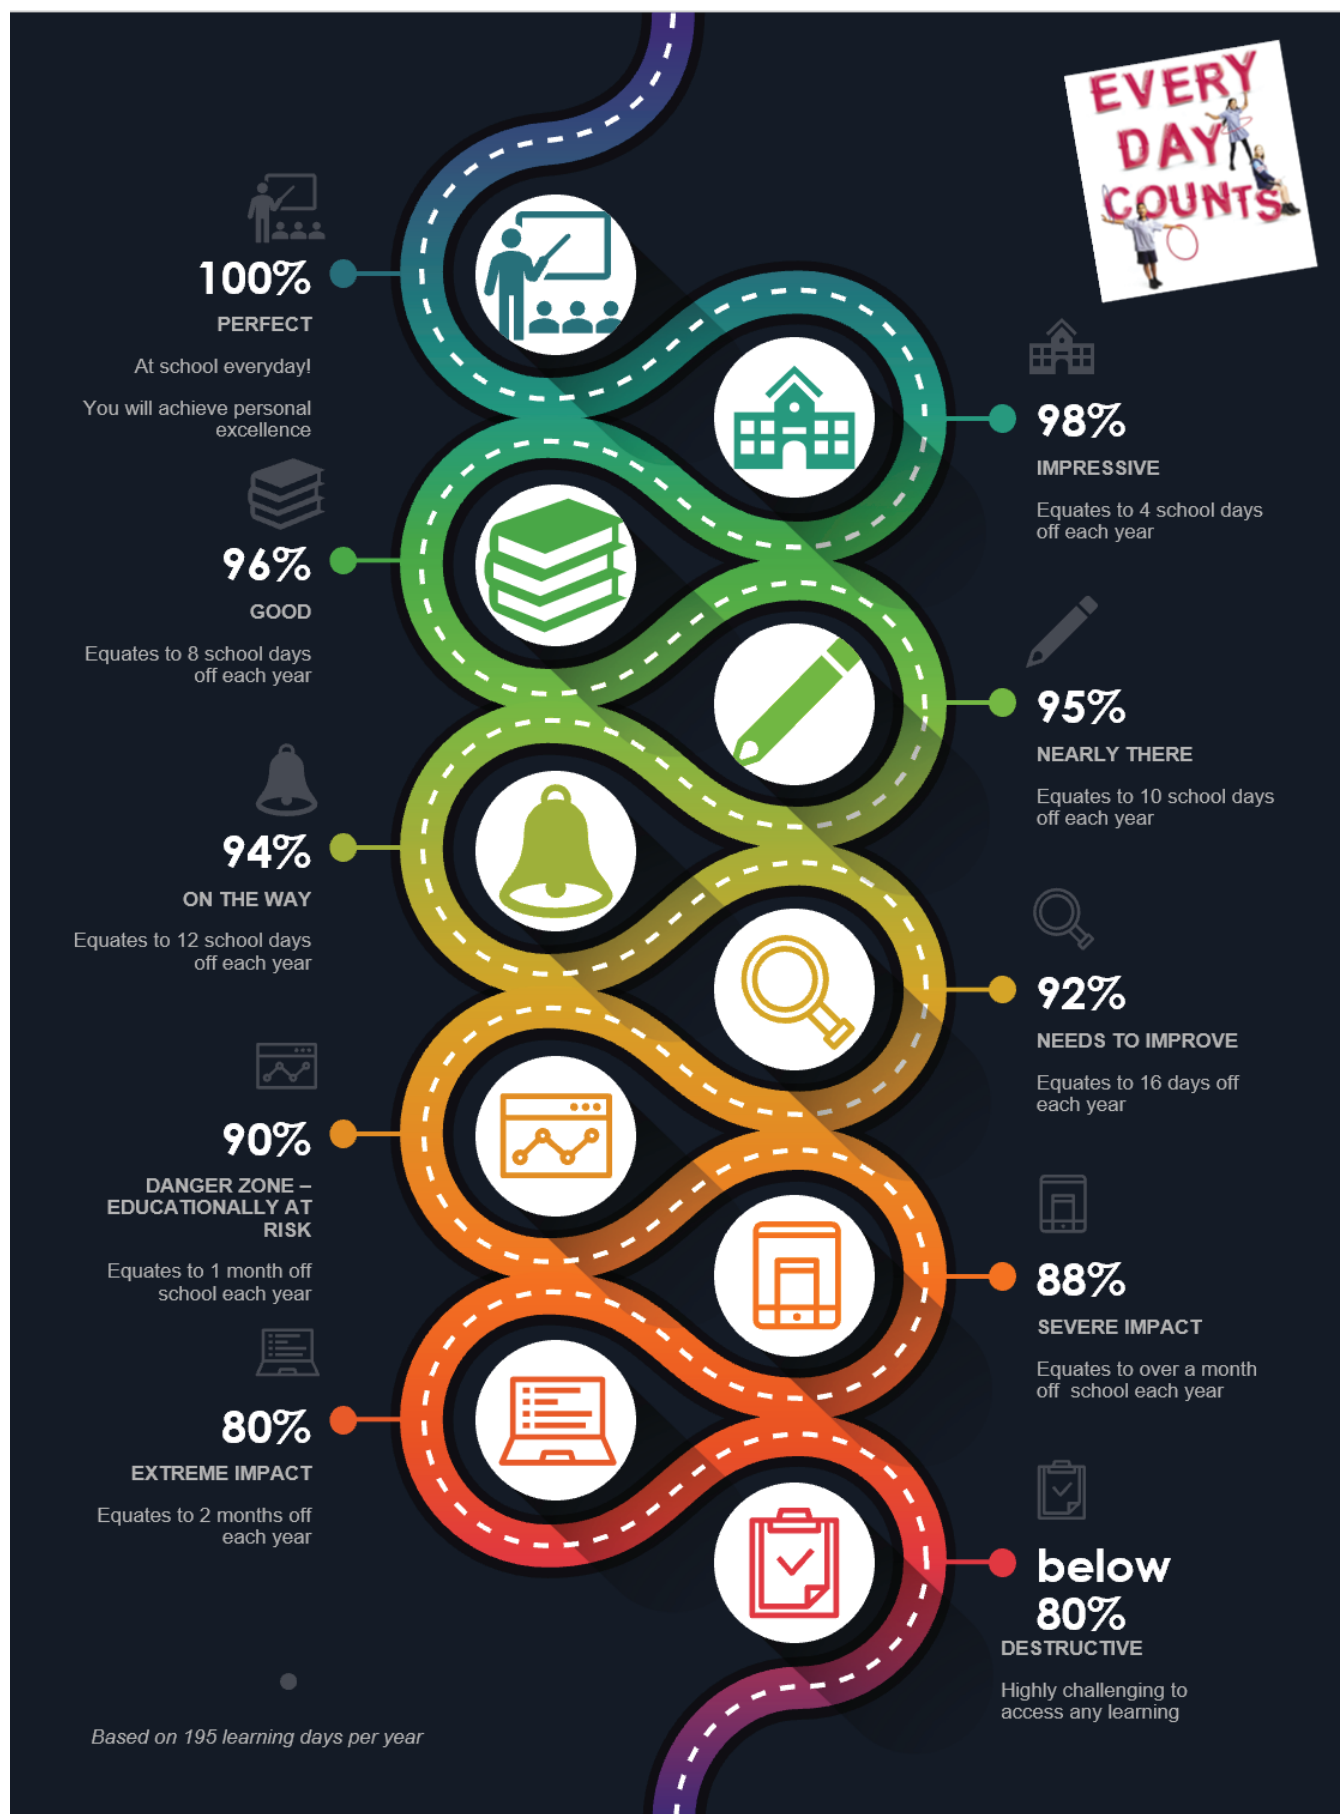 EVERY
DAY
COUNTS
100%
PERFECT
At school everyday!
You will achieve personal
excellence
98%
IMPRESSIVE
Equates to 4 school days
off each year
96%
GOOD
Equates to 8 school days
off each year
95%
NEARLY THERE
Equates to 10 school days
off each year
94%
ON THE WAY
Equates to 12 school days
off each year
92%
NEEDS TO IMPROVE
Equates to 16 days off
each year
90%
DANGER ZONE –
EDUCATIONALLY AT
RISK
Equates to 1 month off
school each year
88%
SEVERE IMPACT
Equates to over a month
off  school each year
80%
EXTREME IMPACT
Equates to 2 months off
each year
below
80%
DESTRUCTIVE
Highly challenging to
access any learning
Based on 195 learning days per year